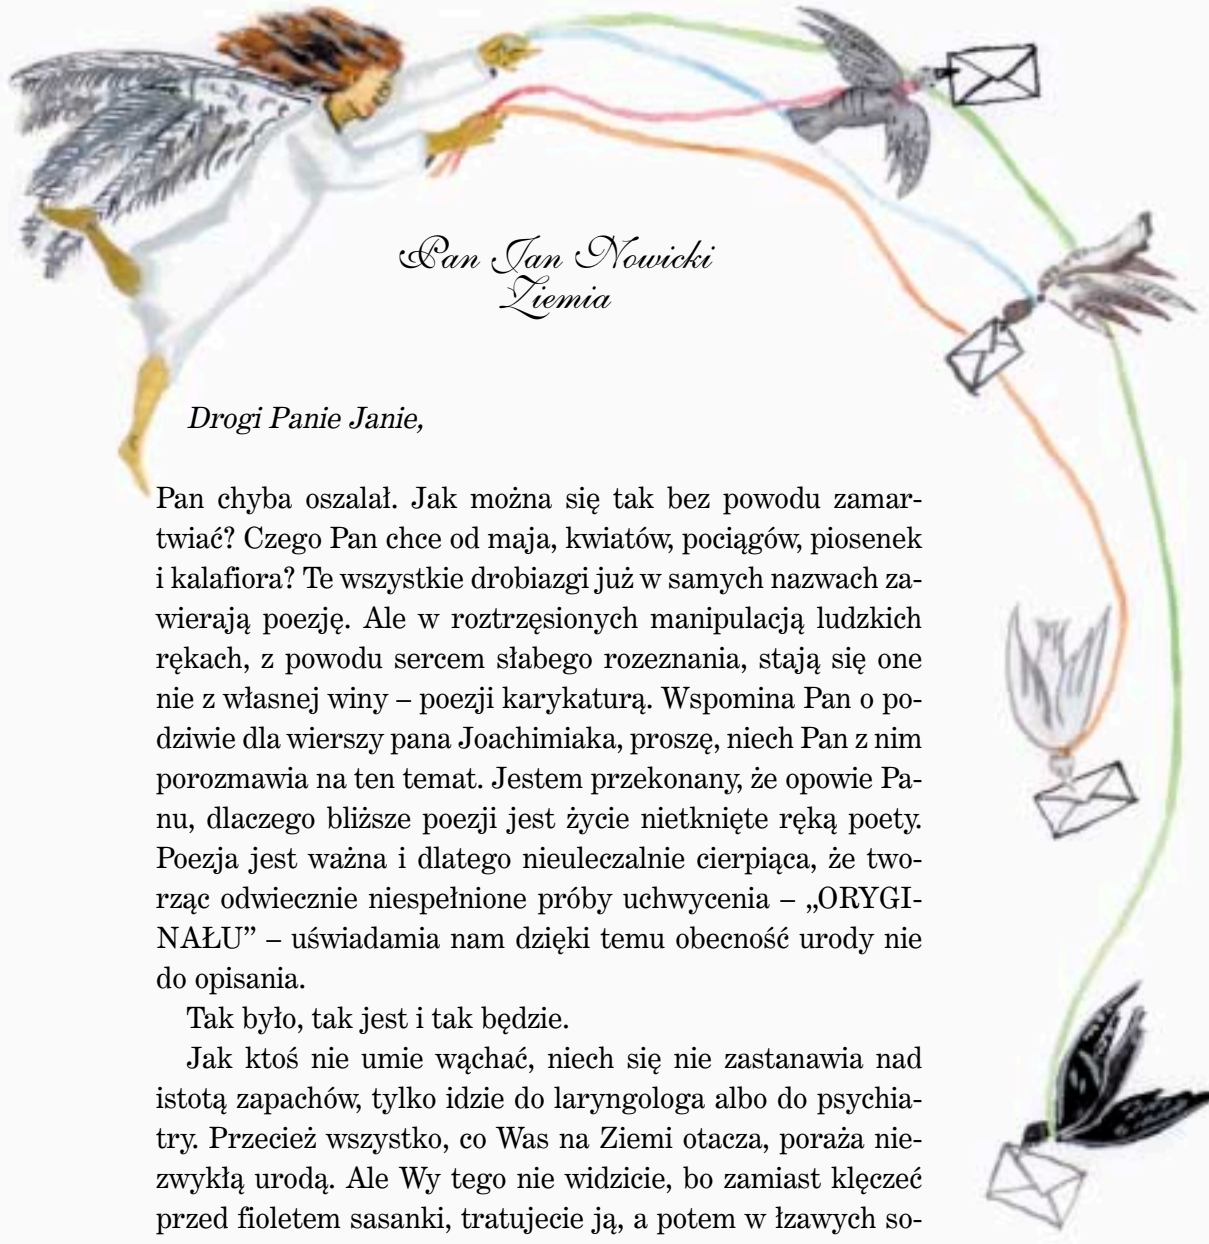 Pan Jan Nowicki
Ziemia
Drogi Panie Janie,
Pan chyba oszalał. Jak można się tak bez powodu zamar-
twiać? Czego Pan chce od maja, kwiatów, pociągów, piosenek
i kalafiora? Te wszystkie drobiazgi już w samych nazwach za-
wierają poezję. Ale w roztrzęsionych manipulacją ludzkich
rękach, z powodu sercem słabego rozeznania, stają się one
nie z własnej winy – poezji karykaturą. Wspomina Pan o po-
dziwie dla wierszy pana Joachimiaka, proszę, niech Pan z nim
porozmawia na ten temat. Jestem przekonany, że opowie Pa-
nu, dlaczego bliższe poezji jest życie nietknięte ręką poety.
Poezja jest ważna i dlatego nieuleczalnie cierpiąca, że two-
rząc odwiecznie niespełnione próby uchwycenia – „ORYGI-
NAŁU” – uświadamia nam dzięki temu obecność urody nie
do opisania.
Tak było, tak jest i tak będzie.
Jak ktoś nie umie wąchać, niech się nie zastanawia nad
istotą zapachów, tylko idzie do laryngologa albo do psychia-
try. Przecież wszystko, co Was na Ziemi otacza, poraża nie-
zwykłą urodą. Ale Wy tego nie widzicie, bo zamiast klęczeć
przed fioletem sasanki, tratujecie ją, a potem w łzawych so-